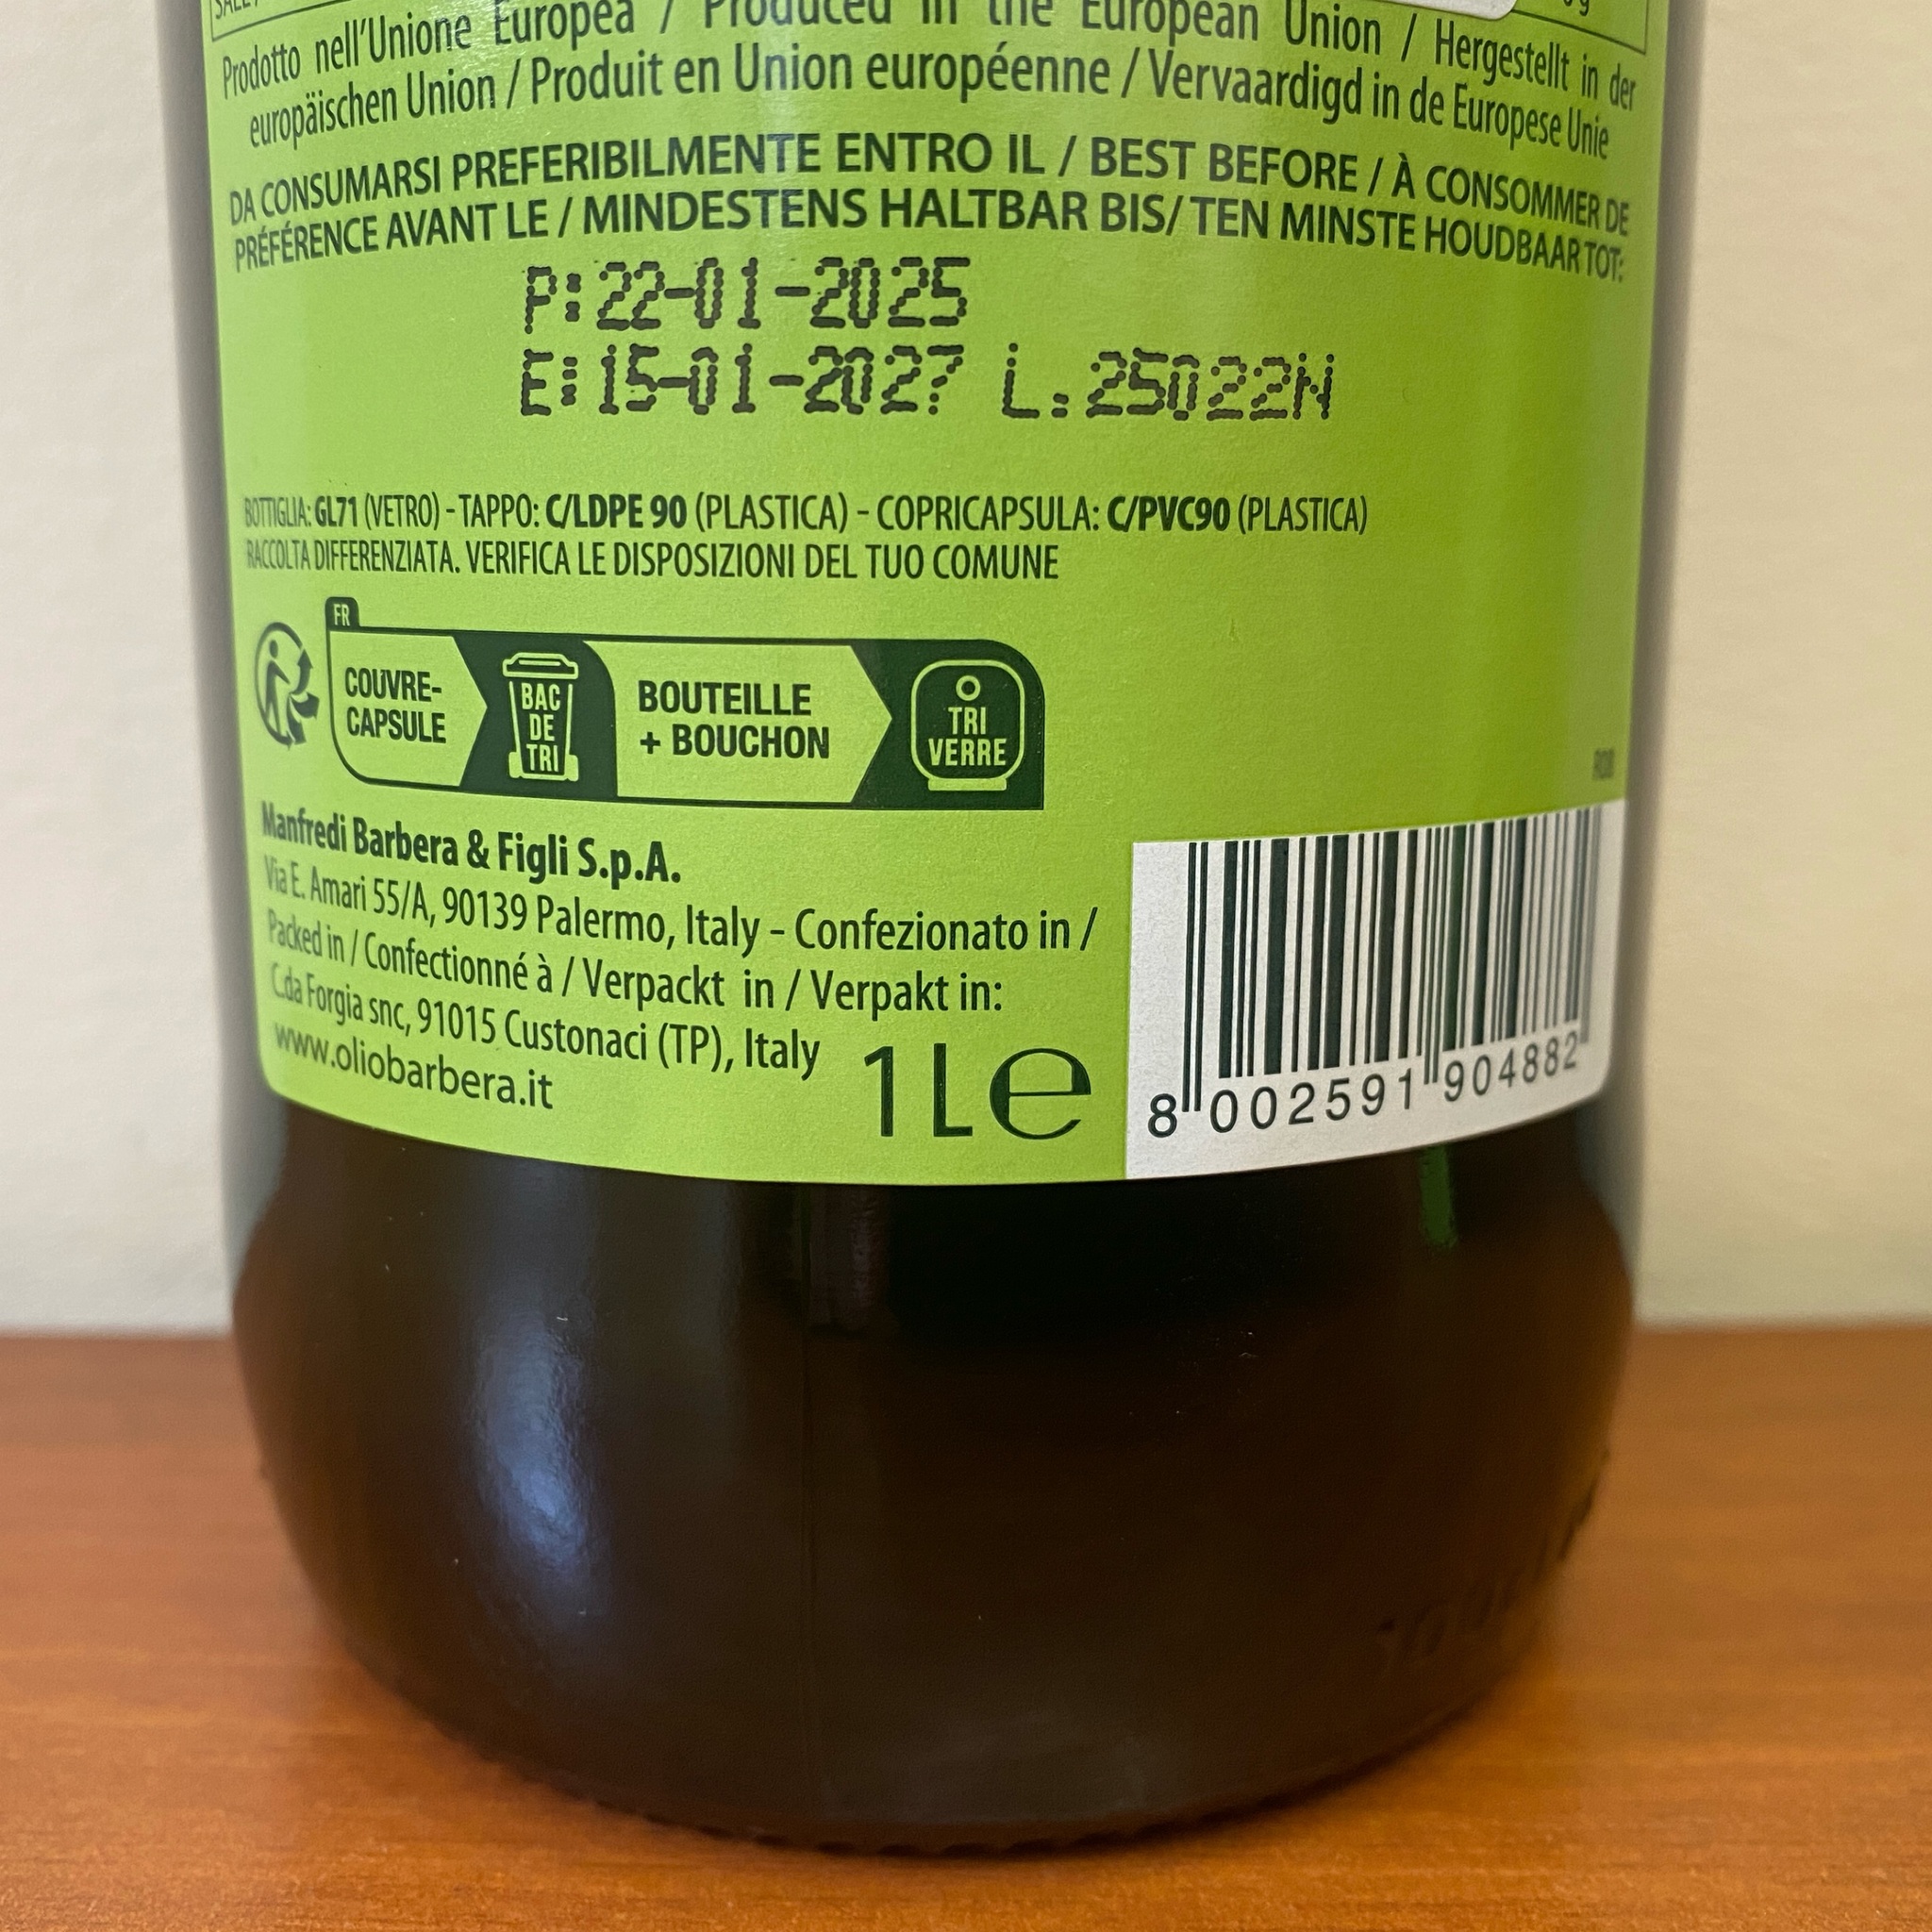 Prodotto nell'Unione Europea / Produced in the European Union / Hergestellt in der
europäischen Union / Produit en Union européenne / Vervaardigd in de Europese Unie
DA CONSUMARSI PREFERIBILMENTE ENTRO IL / BEST BEFORE / À CONSOMMER DE
PRÉFÉRENCE AVANT LE / MINDESTENS HALTBAR BIS/ TEN MINSTE HOUDBAAR TOT:
P:22-01-2025
E:15-01-2027 L.25022N
BOTTIGLIA: GL71 (VETRO) - TAPPO: C/LDPE 90 (PLASTICA) - COPRICAPSULA: C/PVC90 (PLASTICA)
RACCOLTA DIFFERENZIATA. VERIFICA LE DISPOSIZIONI DEL TUO COMUNE
FR
COUVRE-
CAPSULE
BAC
DE
TRI
BOUTEILLE
+ BOUCHON
TRI
VERRE
Manfredi Barbera & Figli S.p.A.
Via E. Amari 55/A, 90139 Palermo, Italy - Confezionato in /
Packed in / Confectionné à / Verpackt in / Verpakt in:
C.da Forgia snc, 91015 Custonaci (TP), Italy
www.oliobarbera.it
1L e
8 002591 904882